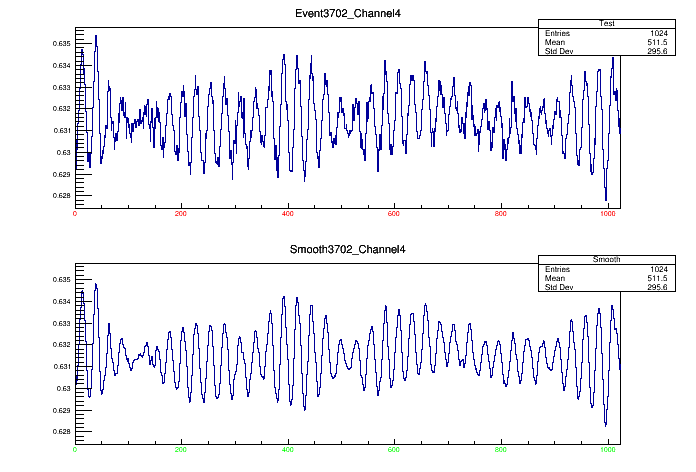 Event3702_Channel4
Test
Entries 1024
Mean 511.5
Std Dev 295.6
0.635
0.634
0.633
0.632
0.631
0.63
0.629
0.628
0 200 400 600 800 1000
Smooth3702_Channel4
Smooth
Entries 1024
Mean 511.5
Std Dev 295.6
0.635
0.634
0.633
0.632
0.631
0.63
0.629
0.628
0 200 400 600 800 1000